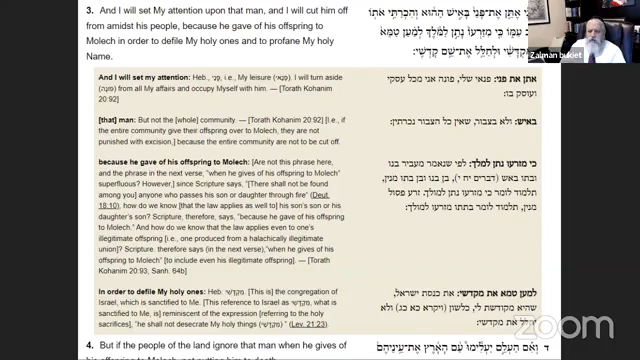 3. And I will set My attention upon that man, and I will cut him off
from amidst his people, because he gave of his offspring to
Molech in order to defile My holy ones and to profane My holy
Name.
אֶתֵּן אֶת־פָּנַי בָּאִישׁ הַהוּא וְהִכְרַתִּי אֹתוֹ
עַמּוֹ כִּי מִזַּרְעוֹ נָתַן לַמֹּלֶךְ לְמַעַן טַמֵּא
מִקְדָּשִׁי וּלְחַלֵּל אֶת־שֵׁם קָדְשִׁי:
Zalman bukiet
And I will set my attention: Heb., פָּנַי, i.e., My leisure (פְּנַאי). I will turn aside
(פּוֹנֶה) from all My affairs and occupy Myself with him. — [Torath Kohanim
20:92]
אתן את פני: פנאי שלי, פונה אני מכל עסקי
ועוסק בו:
[that] man: But not the [whole] community. — [Torath Kohanim 20:92] [I.e., if
the entire community give their offspring over to Molech, they are not
punished with excision,] because the entire community are not to be cut off.
באיש: ולא בצבור, שאין כל הצבור נכרתין:
because he gave of his offspring to Molech: [Are not this phrase here,
and the phrase in the next verse, "when he gives of his offspring to Molech"
superfluous? However,] since Scripture says, "[There shall not be found
among you] anyone who passes his son or daughter through fire" (Deut.
18:10), how do we know [that the law applies as well] to his son's son or his
daughter's son? Scripture, therefore, says, "because he gave of his offspring
to Molech." And how do we know that the law applies even to one's
illegitimate offspring [i.e., one produced from a halachically illegitimate
union]? Scripture. therefore says (in the next verse),"when he gives of his
offspring to Molech" [to include even his illegitimate offspring]. — [Torath
Kohanim 20:93; Sanh. 64b]
כי מזרעו נתן למלך: לפי שנאמר מעביר בנו
ובתו באש (דברים יח י), בן בנו ובן בתו מנין,
תלמוד לומר כי מזרעו נתן למולך. זרע פסול
מנין, תלמוד לומר בתתו מזרעו למולך:
In order to defile My holy ones: Heb. מִקְדָּשִׁי. [This is] the congregation of
Israel, which is sanctified to Me. [This reference to Israel as מִקְדָּשִׁי, what is
sanctified to Me, is] reminiscent of the expression [referring to the holy
sacrifices], "he shall not desecrate My holy things (מִקְדָּשַׁי)" (Lev. 21:23).
למען טמא את מקדשי: את כנסת ישראל,
שהיא מקודשת לי, כלשון (ויקרא כא כג) ולא
יחלל את מקדשי:
4. But if the people of the land ignore that man when he gives of
ד וְאִם הַעְלֵם יַעְלִימוּ עַם הָאָרֶץ אֶת־עֵינֵיהֶם
zoom